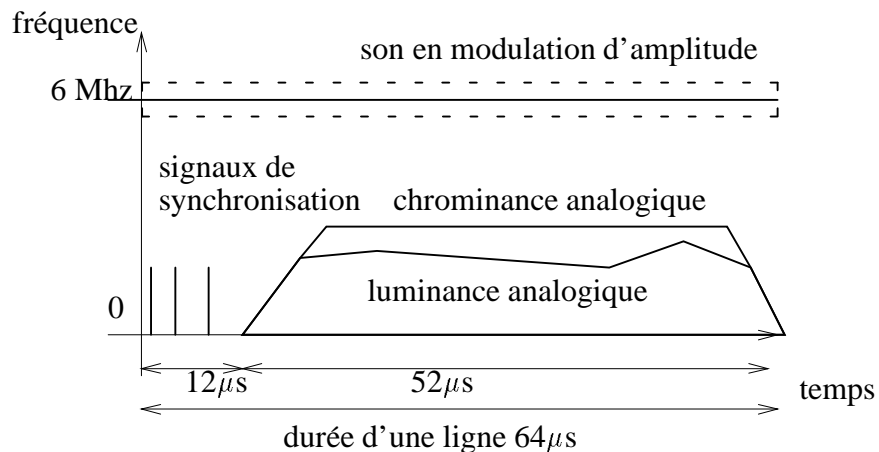 fréquence
son en modulation d'amplitude
6 Mhz
signaux de
synchronisation
chrominance analogique
luminance analogique
0
12μs
52μs
temps
durée d'une ligne 64μs